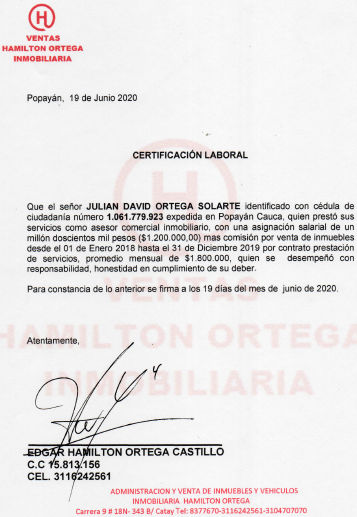 VENTAS
HAMILTON ORTEGA
INMOBILIARIA
Popayán, 19 de Junio 2020
CERTIFICACIÓN LABORAL
Que el señor JULIAN DAVID ORTEGA SOLARTE identificado con cédula de
ciudadanía número 1.061.779.923 expedida en Popayán Cauca, quien prestó sus
servicios como asesor comercial inmobiliario, con una asignación salarial de un
millón doscientos mil pesos ($1.200.000,00) mas comisión por venta de inmuebles
desde el 01 de Enero 2018 hasta el 31 de Diciembre 2019 por contrato prestación
de servicios, promedio mensual de $1.800.000, quien se desempeñó con
responsabilidad, honestidad en cumplimiento de su deber.
Para constancia de lo anterior se firma a los 19 días del mes de junio de 2020.
VENTAS
HAMILTON ORTEGA
INMOBILIARIA
Atentamente,
EDGAR HAMILTON ORTEGA CASTILLO
C.C 15.813.156
CEL. 3116242561
ADMINISTRACION Y VENTA DE INMUEBLES Y VEHICULOS
INMOBILIARIA HAMILTON ORTEGA
Carrera 9 # 18N- 343 B/ Catay Tel: 8377670-3116242561-3104707070